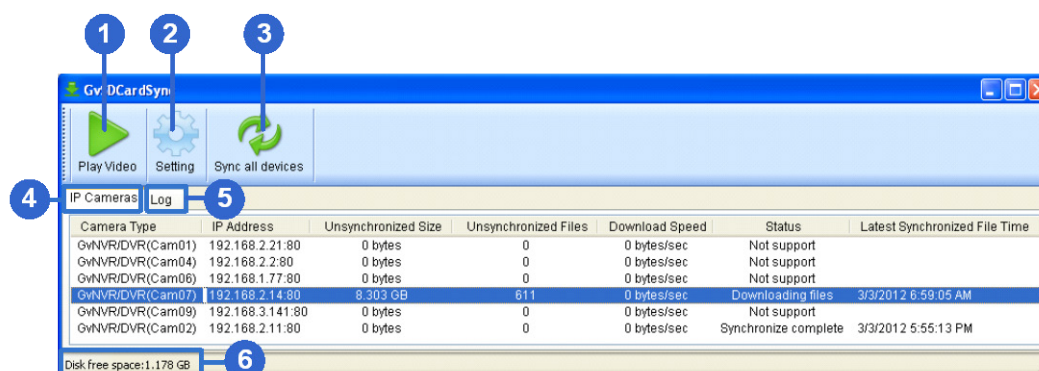 1 2 3
GvSDCardSync
Play Video Setting Sync all devices
4 IP Cameras Log 5
Camera Type IP Address Unsynchronized Size Unsynchronized Files Download Speed Status Latest Synchronized File Time
GvNVR/DVR(Cam01) 192.168.2.21:80 0 bytes 0 0 bytes/sec Not support
GvNVR/DVR(Cam04) 192.168.2.2:80 0 bytes 0 0 bytes/sec Not support
GvNVR/DVR(Cam06) 192.168.1.77:80 0 bytes 0 0 bytes/sec Not support
GvNVR/DVR(Cam07) 192.168.2.14:80 8.303 GB 611 0 bytes/sec Downloading files 3/3/2012 6:59:05 AM
GvNVR/DVR(Cam09) 192.168.3.141:80 0 bytes 0 0 bytes/sec Not support
GvNVR/DVR(Cam02) 192.168.2.11:80 0 bytes 0 0 bytes/sec Synchronize complete 3/3/2012 5:55:13 PM
Disk free space:1.178 GB 6